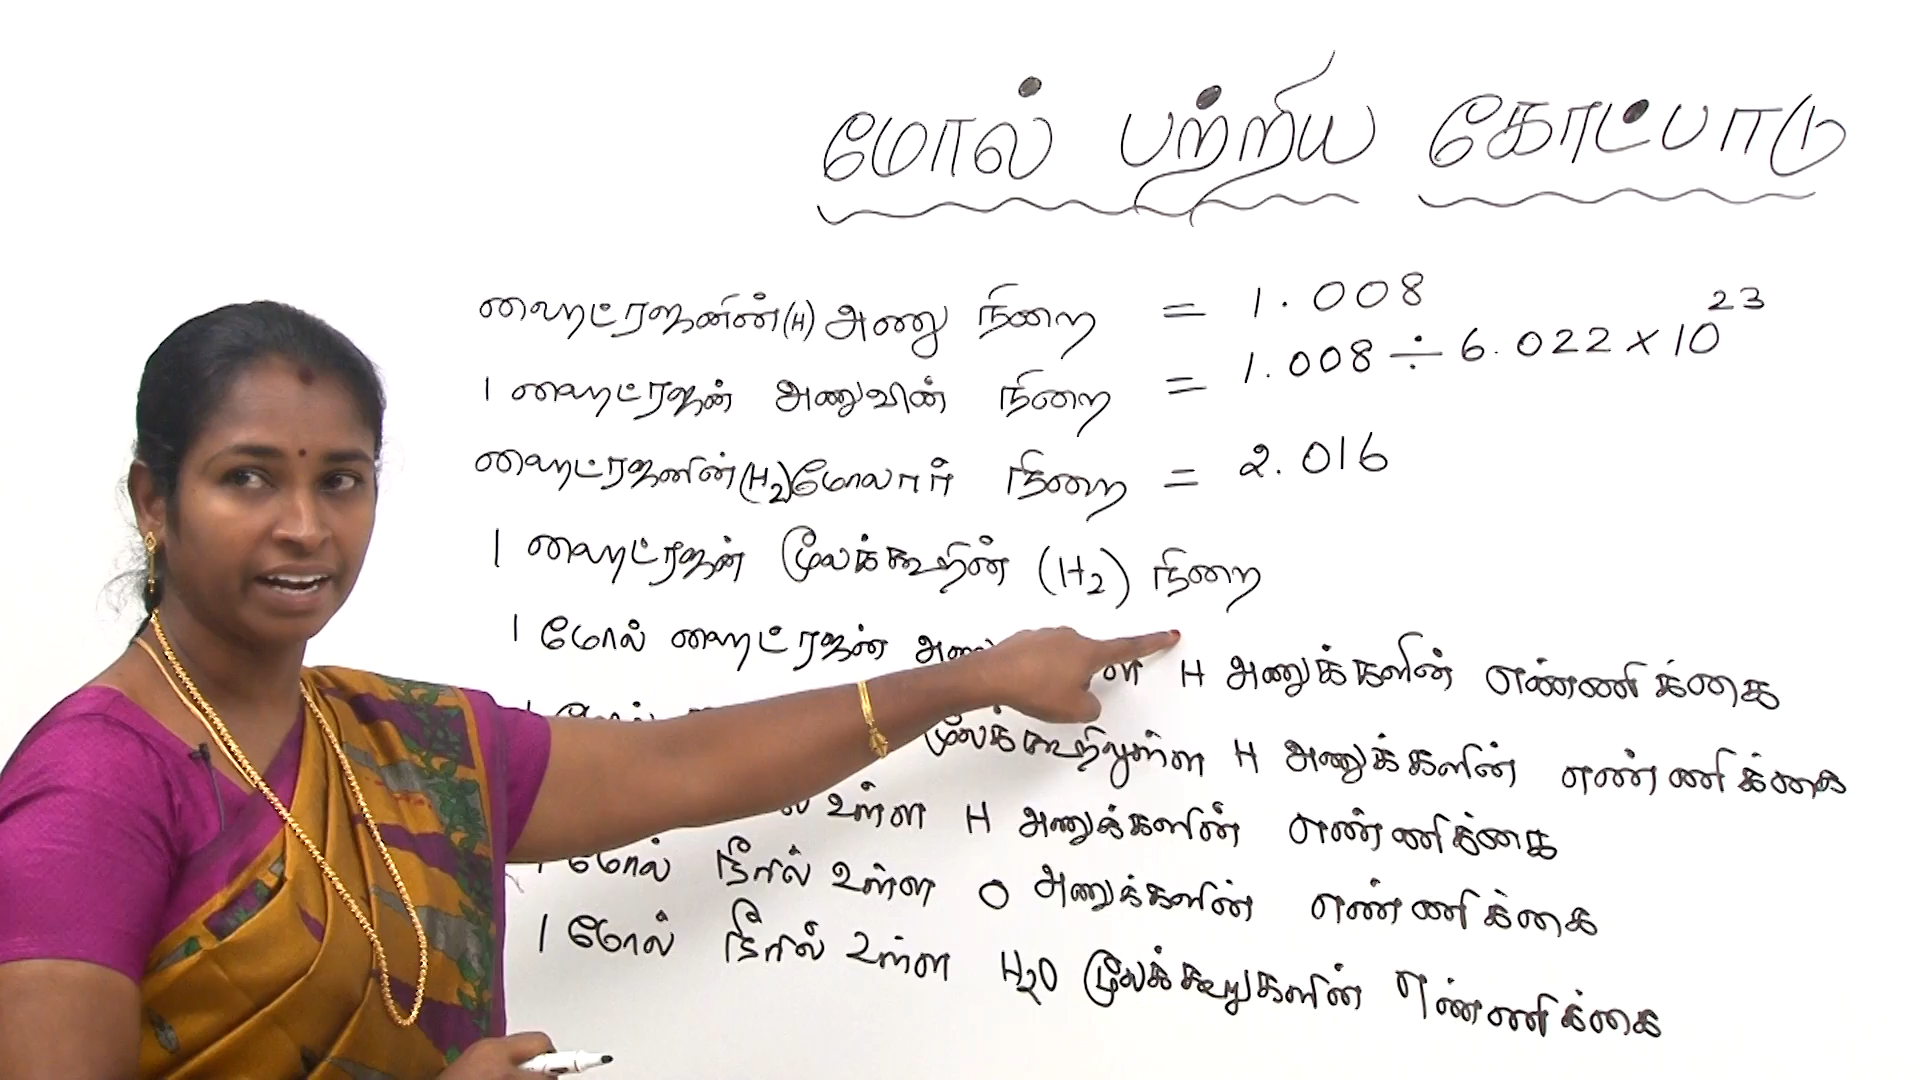 மோல் பற்றிய கோட்பாடு
ஹைட்ரஜனின்(H) அணு நிறை = 1.008
1 ஹைட்ரஜன் அணுவின் நிறை = 1.008 ÷ 6.022 × 10²³
ஹைட்ரஜனின்(H₂) மோலார் நிறை = 2.016
1 ஹைட்ரஜன் மூலக்கூறின் (H₂) நிறை
1 மோல் ஹைட்ரஜன் H அணுக்களின் எண்ணிக்கை
1 மோல் மூலக்கூறிலுள்ள H அணுக்களின் எண்ணிக்கை
உள்ள H அணுக்களின் எண்ணிக்கை
1 மோல் நீரில் உள்ள O அணுக்களின் எண்ணிக்கை
1 மோல் நீரில் உள்ள H₂O மூலக்கூறுகளின் எண்ணிக்கை